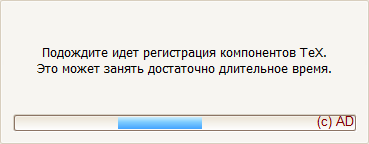 Подождите идет регистрация компонентов TeX.
Это может занять достаточно длительное время.
(c) AD